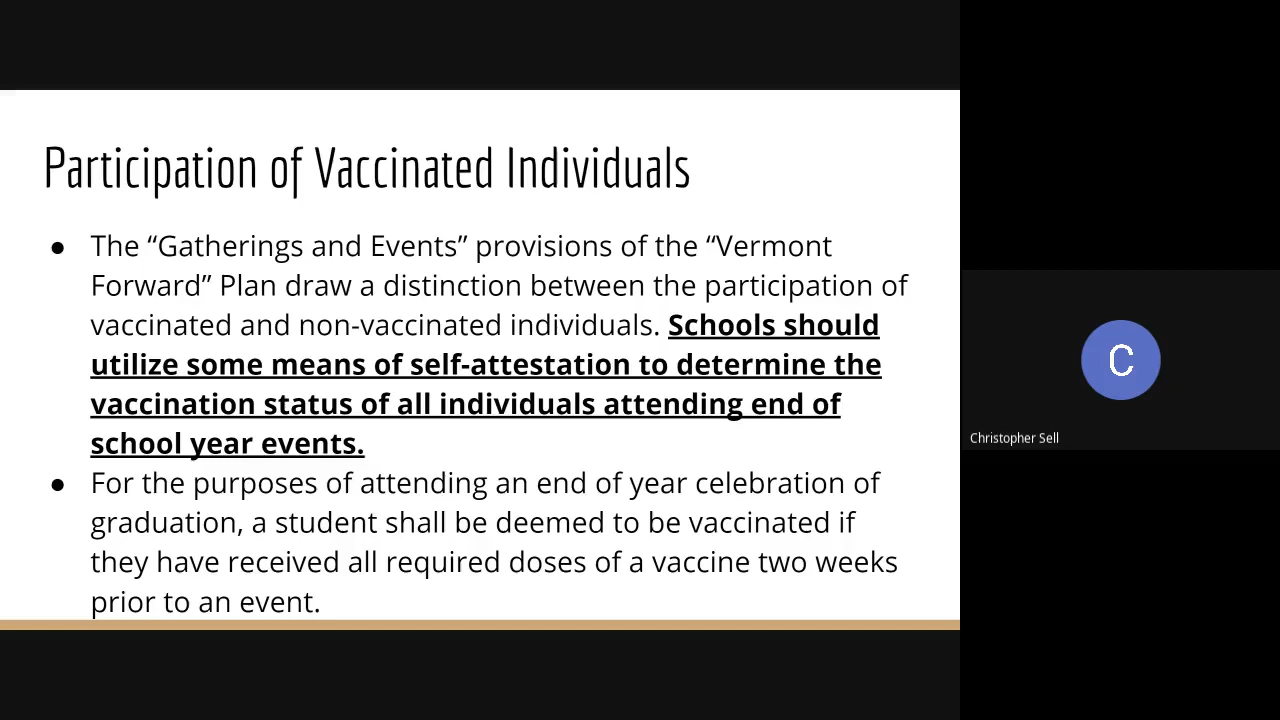 Participation of Vaccinated Individuals
● The “Gatherings and Events” provisions of the “Vermont
Forward” Plan draw a distinction between the participation of
vaccinated and non-vaccinated individuals. Schools should
utilize some means of self-attestation to determine the
vaccination status of all individuals attending end of
school year events.
● For the purposes of attending an end of year celebration of
graduation, a student shall be deemed to be vaccinated if
they have received all required doses of a vaccine two weeks
prior to an event.
C
Christopher Sell